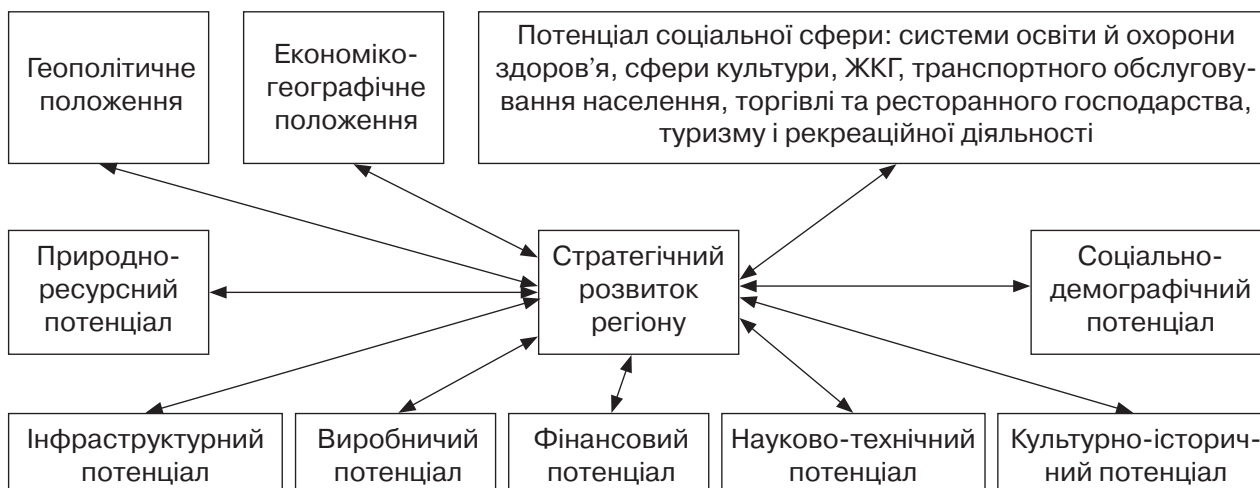 Геополітичне
положення
Економіко-
географічне
положення
Потенціал соціальної сфери: системи освіти й охорони
здоров’я, сфери культури, ЖКГ, транспортного обслугову-
вання населення, торгівлі та ресторанного господарства,
туризму і рекреаційної діяльності
Природно-
ресурсний
потенціал
Стратегічний
розвиток
регіону
Соціально-
демографічний
потенціал
Інфраструктурний
потенціал
Виробничий
потенціал
Фінансовий
потенціал
Науково-технічний
потенціал
Культурно-історич-
ний потенціал